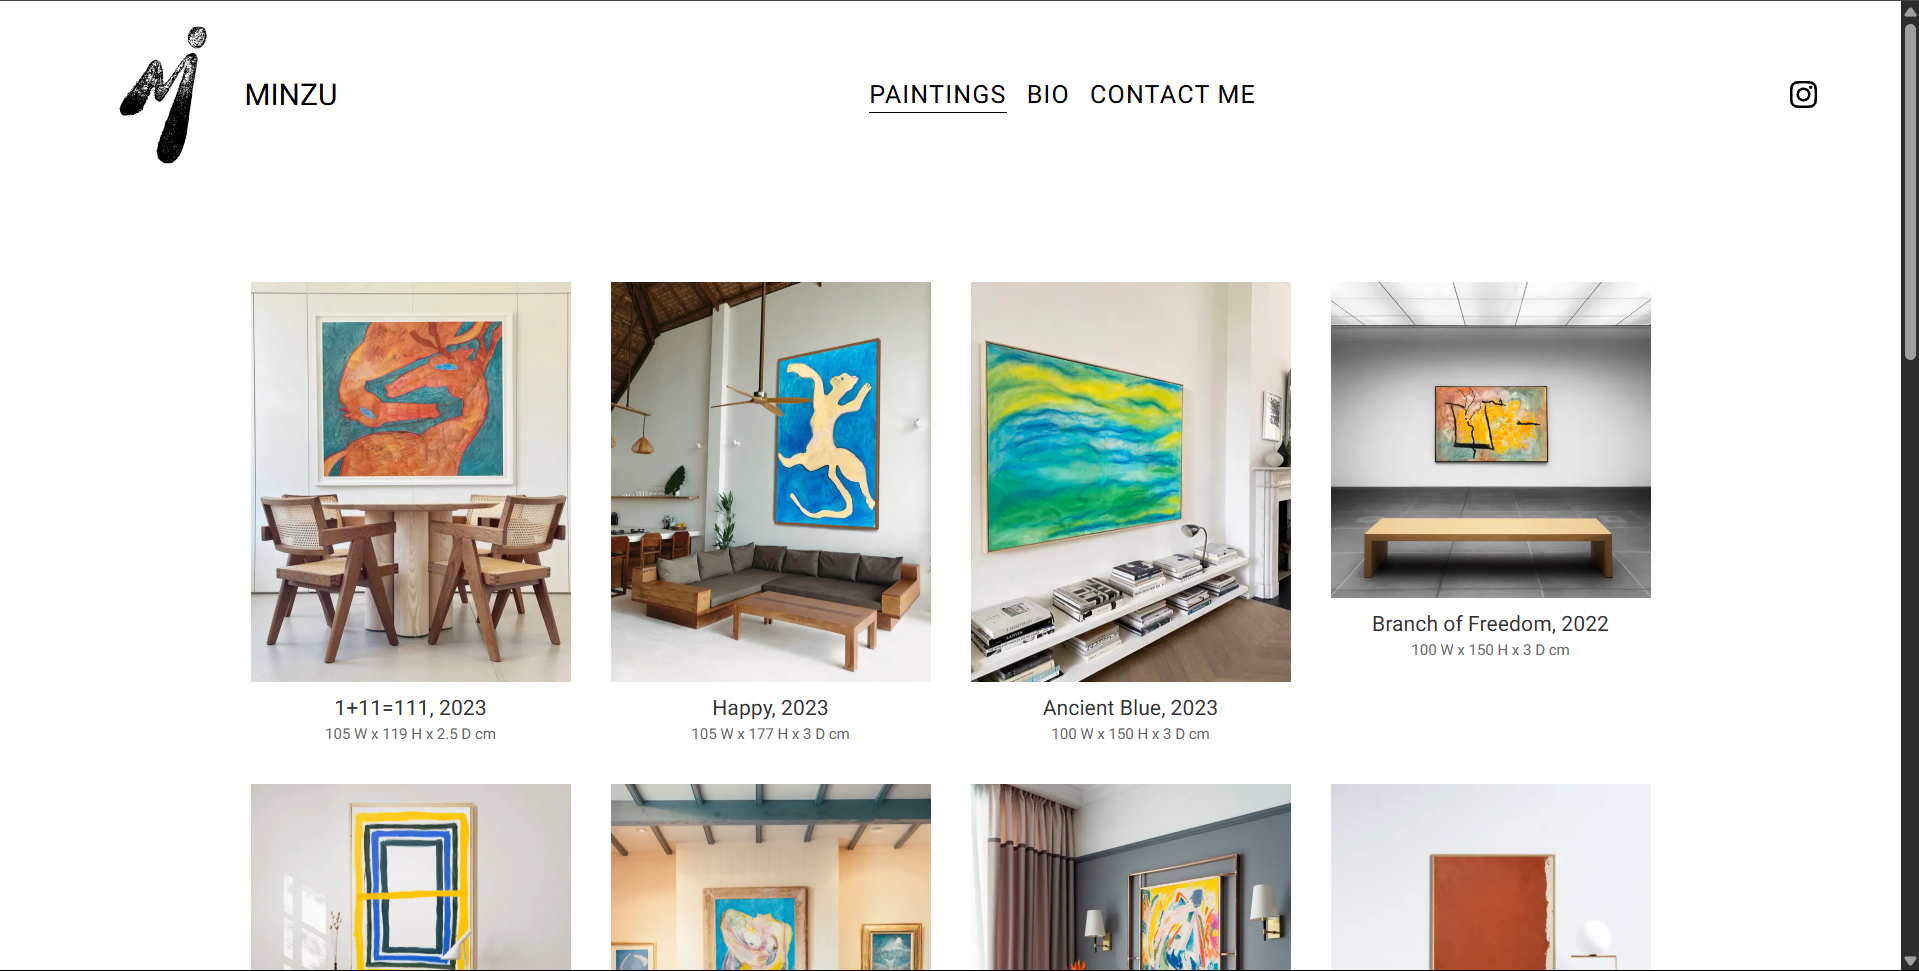 MINZU
PAINTINGS BIO CONTACT ME
1+11=111, 2023
105 W x 119 H x 2.5 D cm
Happy, 2023
105 W x 177 H x 3 D cm
Ancient Blue, 2023
100 W x 150 H x 3 D cm
Branch of Freedom, 2022
100 W x 150 H x 3 D cm